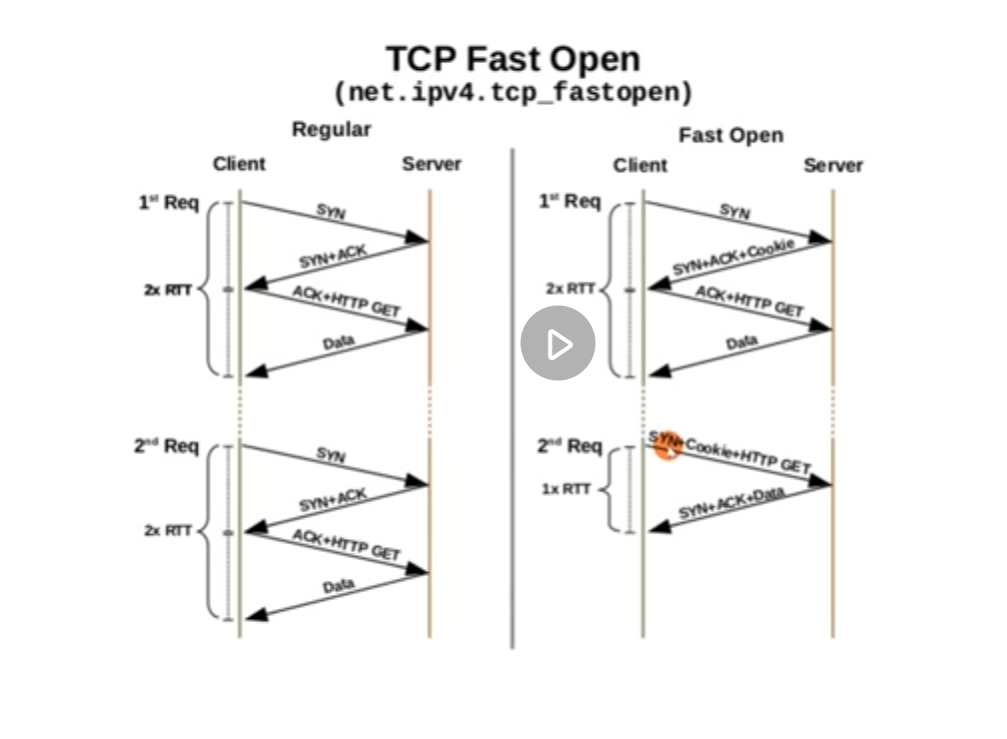 TCP Fast Open
(net.ipv4.tcp_fastopen)
Regular
Client
Server
1st Req
SYN
SYN+ACK
2x RTT
ACK+HTTP GET
Data
2nd Req
SYN
SYN+ACK
2x RTT
ACK+HTTP GET
Data
Fast Open
Client
Server
1st Req
SYN
SYN+ACK+Cookie
2x RTT
ACK+HTTP GET
Data
2nd Req
SYN+Cookie+HTTP GET
1x RTT
SYN+ACK+Data